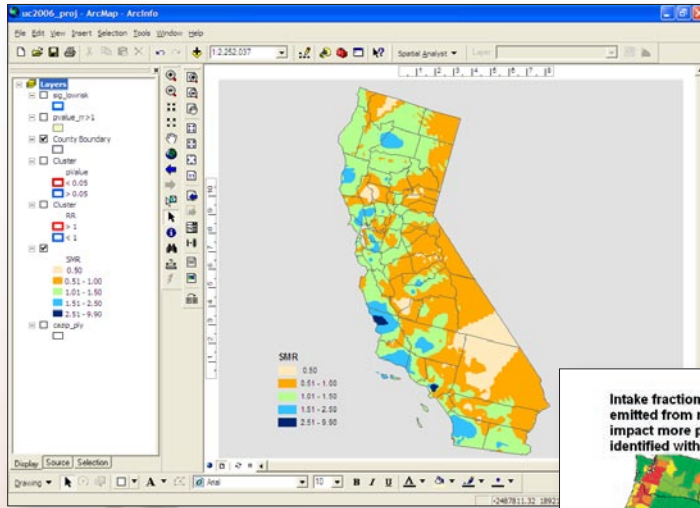 uc2006_proj - ArcMap - ArcInfo
File Edit View Insert Selection Tools Window Help
1:2,252,037
Spatial Analyst
Layer:
Layers
sig_lowrisk
pvalue_rr>1
County Boundary
Cluster
pValue
< 0.05
> 0.05
Cluster
RR
> 1
< 1
SMR
0.50
0.51 - 1.00
1.01 - 1.50
1.51 - 2.50
2.51 - 9.90
SMR
0.50
0.51 - 1.00
1.01 - 1.50
1.51 - 2.50
2.51 - 9.90
Intake fraction
emitted from
impact more p
identified with
Display Source Selection
Drawing
A
Arial
10
B I U A